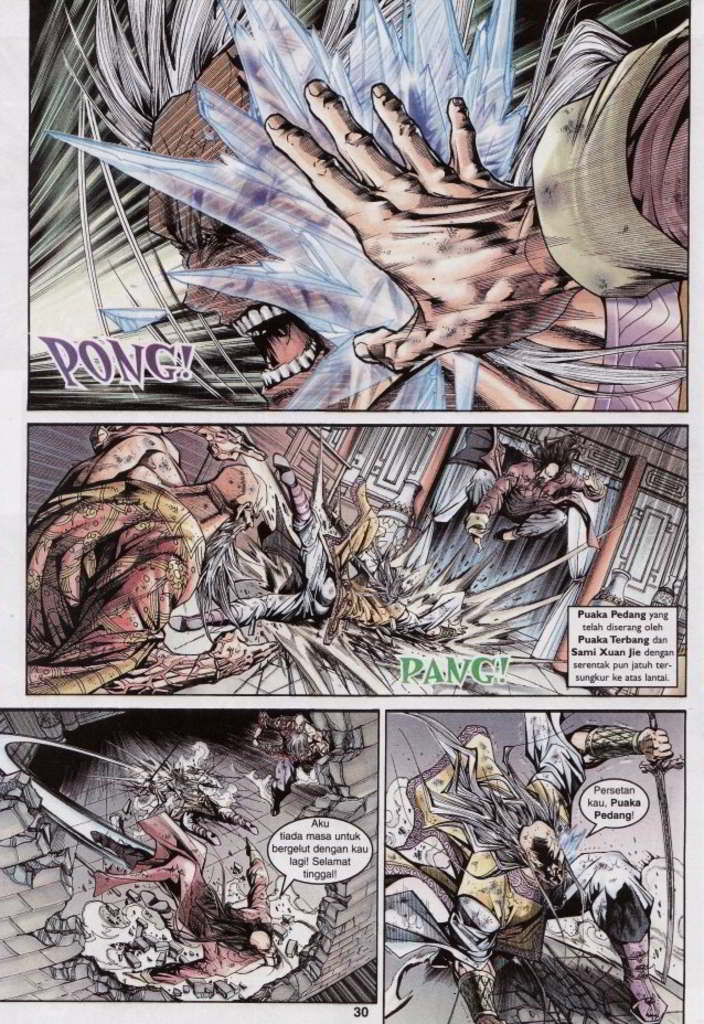 PONG!
Puaka Pedang yang
telah diserang oleh
Puaka Terbang dan
Sami Xuan Jie dengan
serentak pun jatuh ter-
sungkur ke atas lantai.
PANG!
Aku
tiada masa untuk
bergelut dengan kau
lagi! Selamat
tinggal!
Persetan
kau, Puaka
Pedang!
30